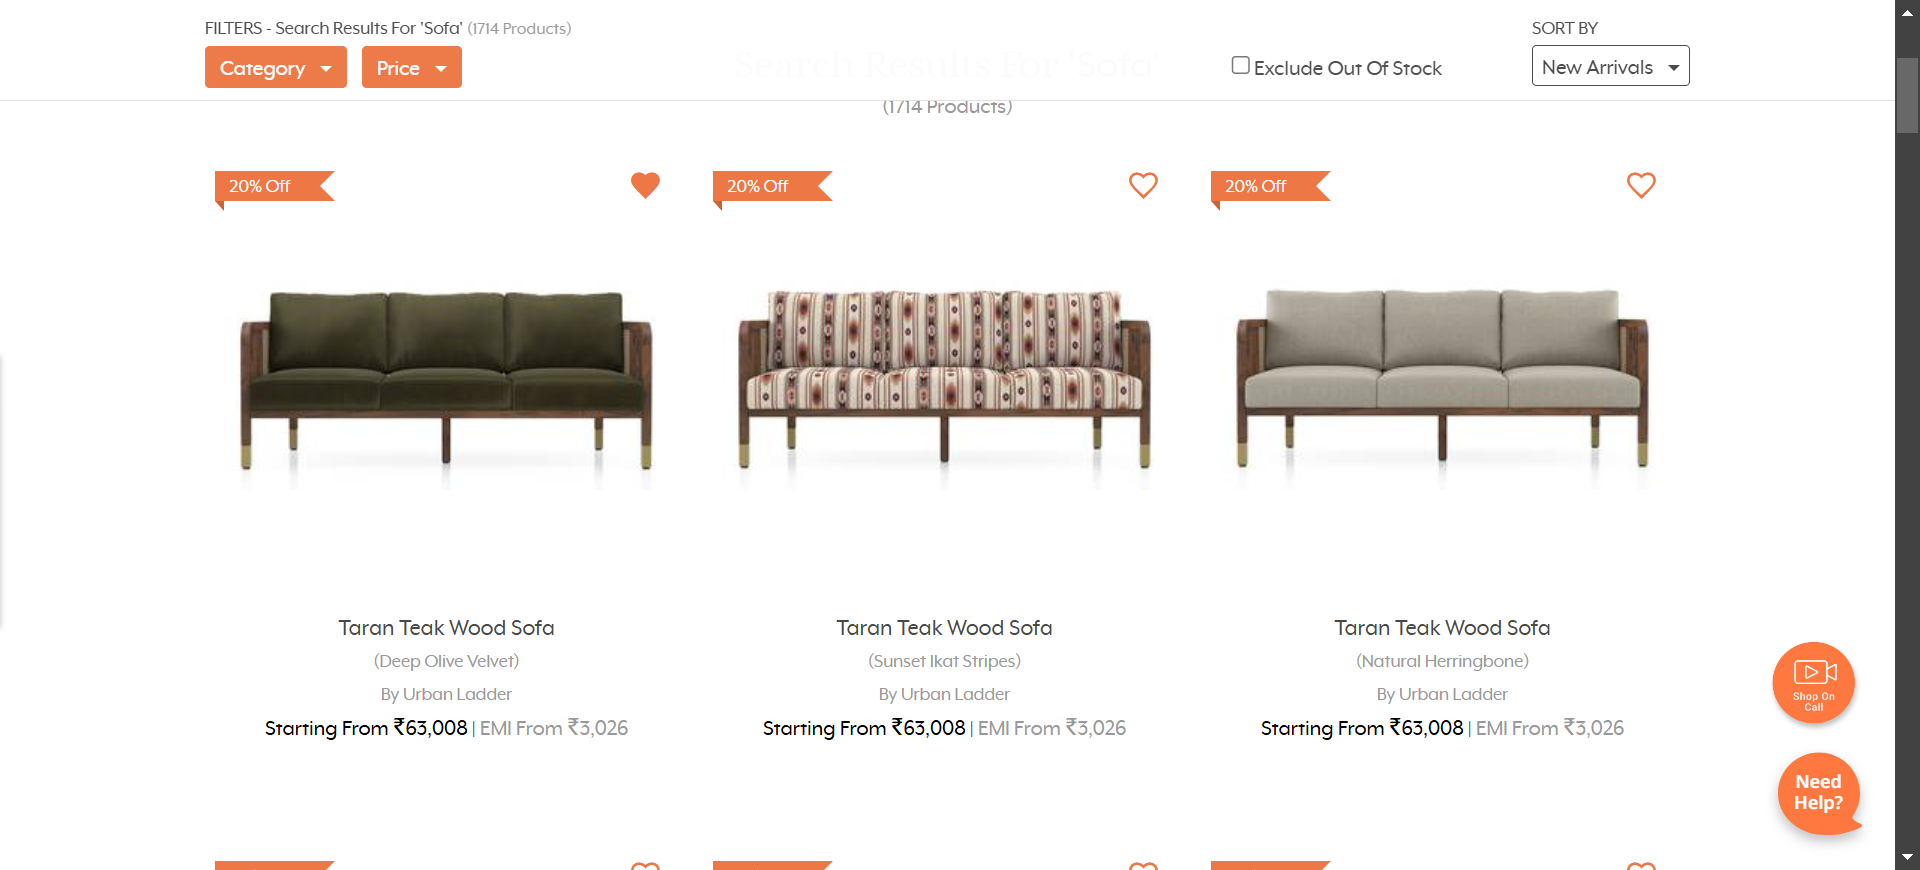 FILTERS - Search Results For 'Sofa' (1714 Products)
Category
Price
Search Results For 'Sofa'
(1714 Products)
Exclude Out Of Stock
SORT BY
New Arrivals
20% Off
20% Off
20% Off
Taran Teak Wood Sofa
(Deep Olive Velvet)
By Urban Ladder
Starting From ₹63,008 | EMI From ₹3,026
Taran Teak Wood Sofa
(Sunset Ikat Stripes)
By Urban Ladder
Starting From ₹63,008 | EMI From ₹3,026
Taran Teak Wood Sofa
(Natural Herringbone)
By Urban Ladder
Starting From ₹63,008 | EMI From ₹3,026
Shop On
Call
Need
Help?